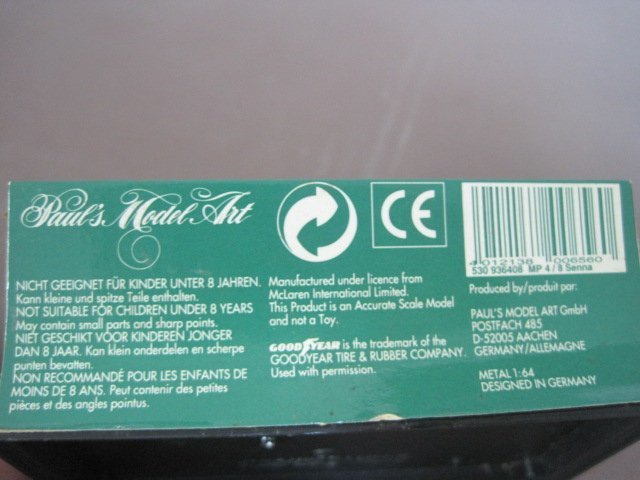 Paul's Model Art
NICHT GEEIGNET FÜR KINDER UNTER 8 JAHREN.
Kann kleine und spitze Teile enthalten.
NOT SUITABLE FOR CHILDREN UNDER 8 YEARS
May contain small parts and sharp points.
NIET GESCHIKT VOOR KINDEREN JONGER
DAN 8 JAAR. Kan klein onderdelen en scherpe
punten bevatten.
NON RECOMMANDÉ POUR LES ENFANTS DE
MOINS DE 8 ANS. Peut contenir des petites
pièces et des angles pointus.
Manufactured under licence from
McLaren International Limited.
This Product is an Accurate Scale Model
and not a Toy.
GOODYEAR is the trademark of the
GOODYEAR TIRE & RUBBER COMPANY.
Used with permission.
CE
4 012138 006560
530 936408 MP 4 / 8 Senna
Produced by/produit par:
PAUL'S MODEL ART GmbH
POSTFACH 485
D-52005 AACHEN
GERMANY/ALLEMAGNE
METAL 1:64
DESIGNED IN GERMANY